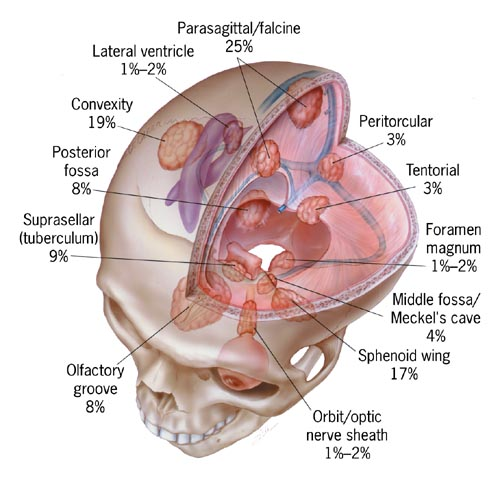 Parasagittal/falcine
25%
Lateral ventricle
1%–2%
Convexity
19%
Peritorcular
3%
Posterior
fossa
8%
Tentorial
3%
Suprasellar
(tuberculum)
9%
Foramen
magnum
1%–2%
Middle fossa/
Meckel's cave
4%
Sphenoid wing
17%
Olfactory
groove
8%
Orbit/optic
nerve sheath
1%–2%